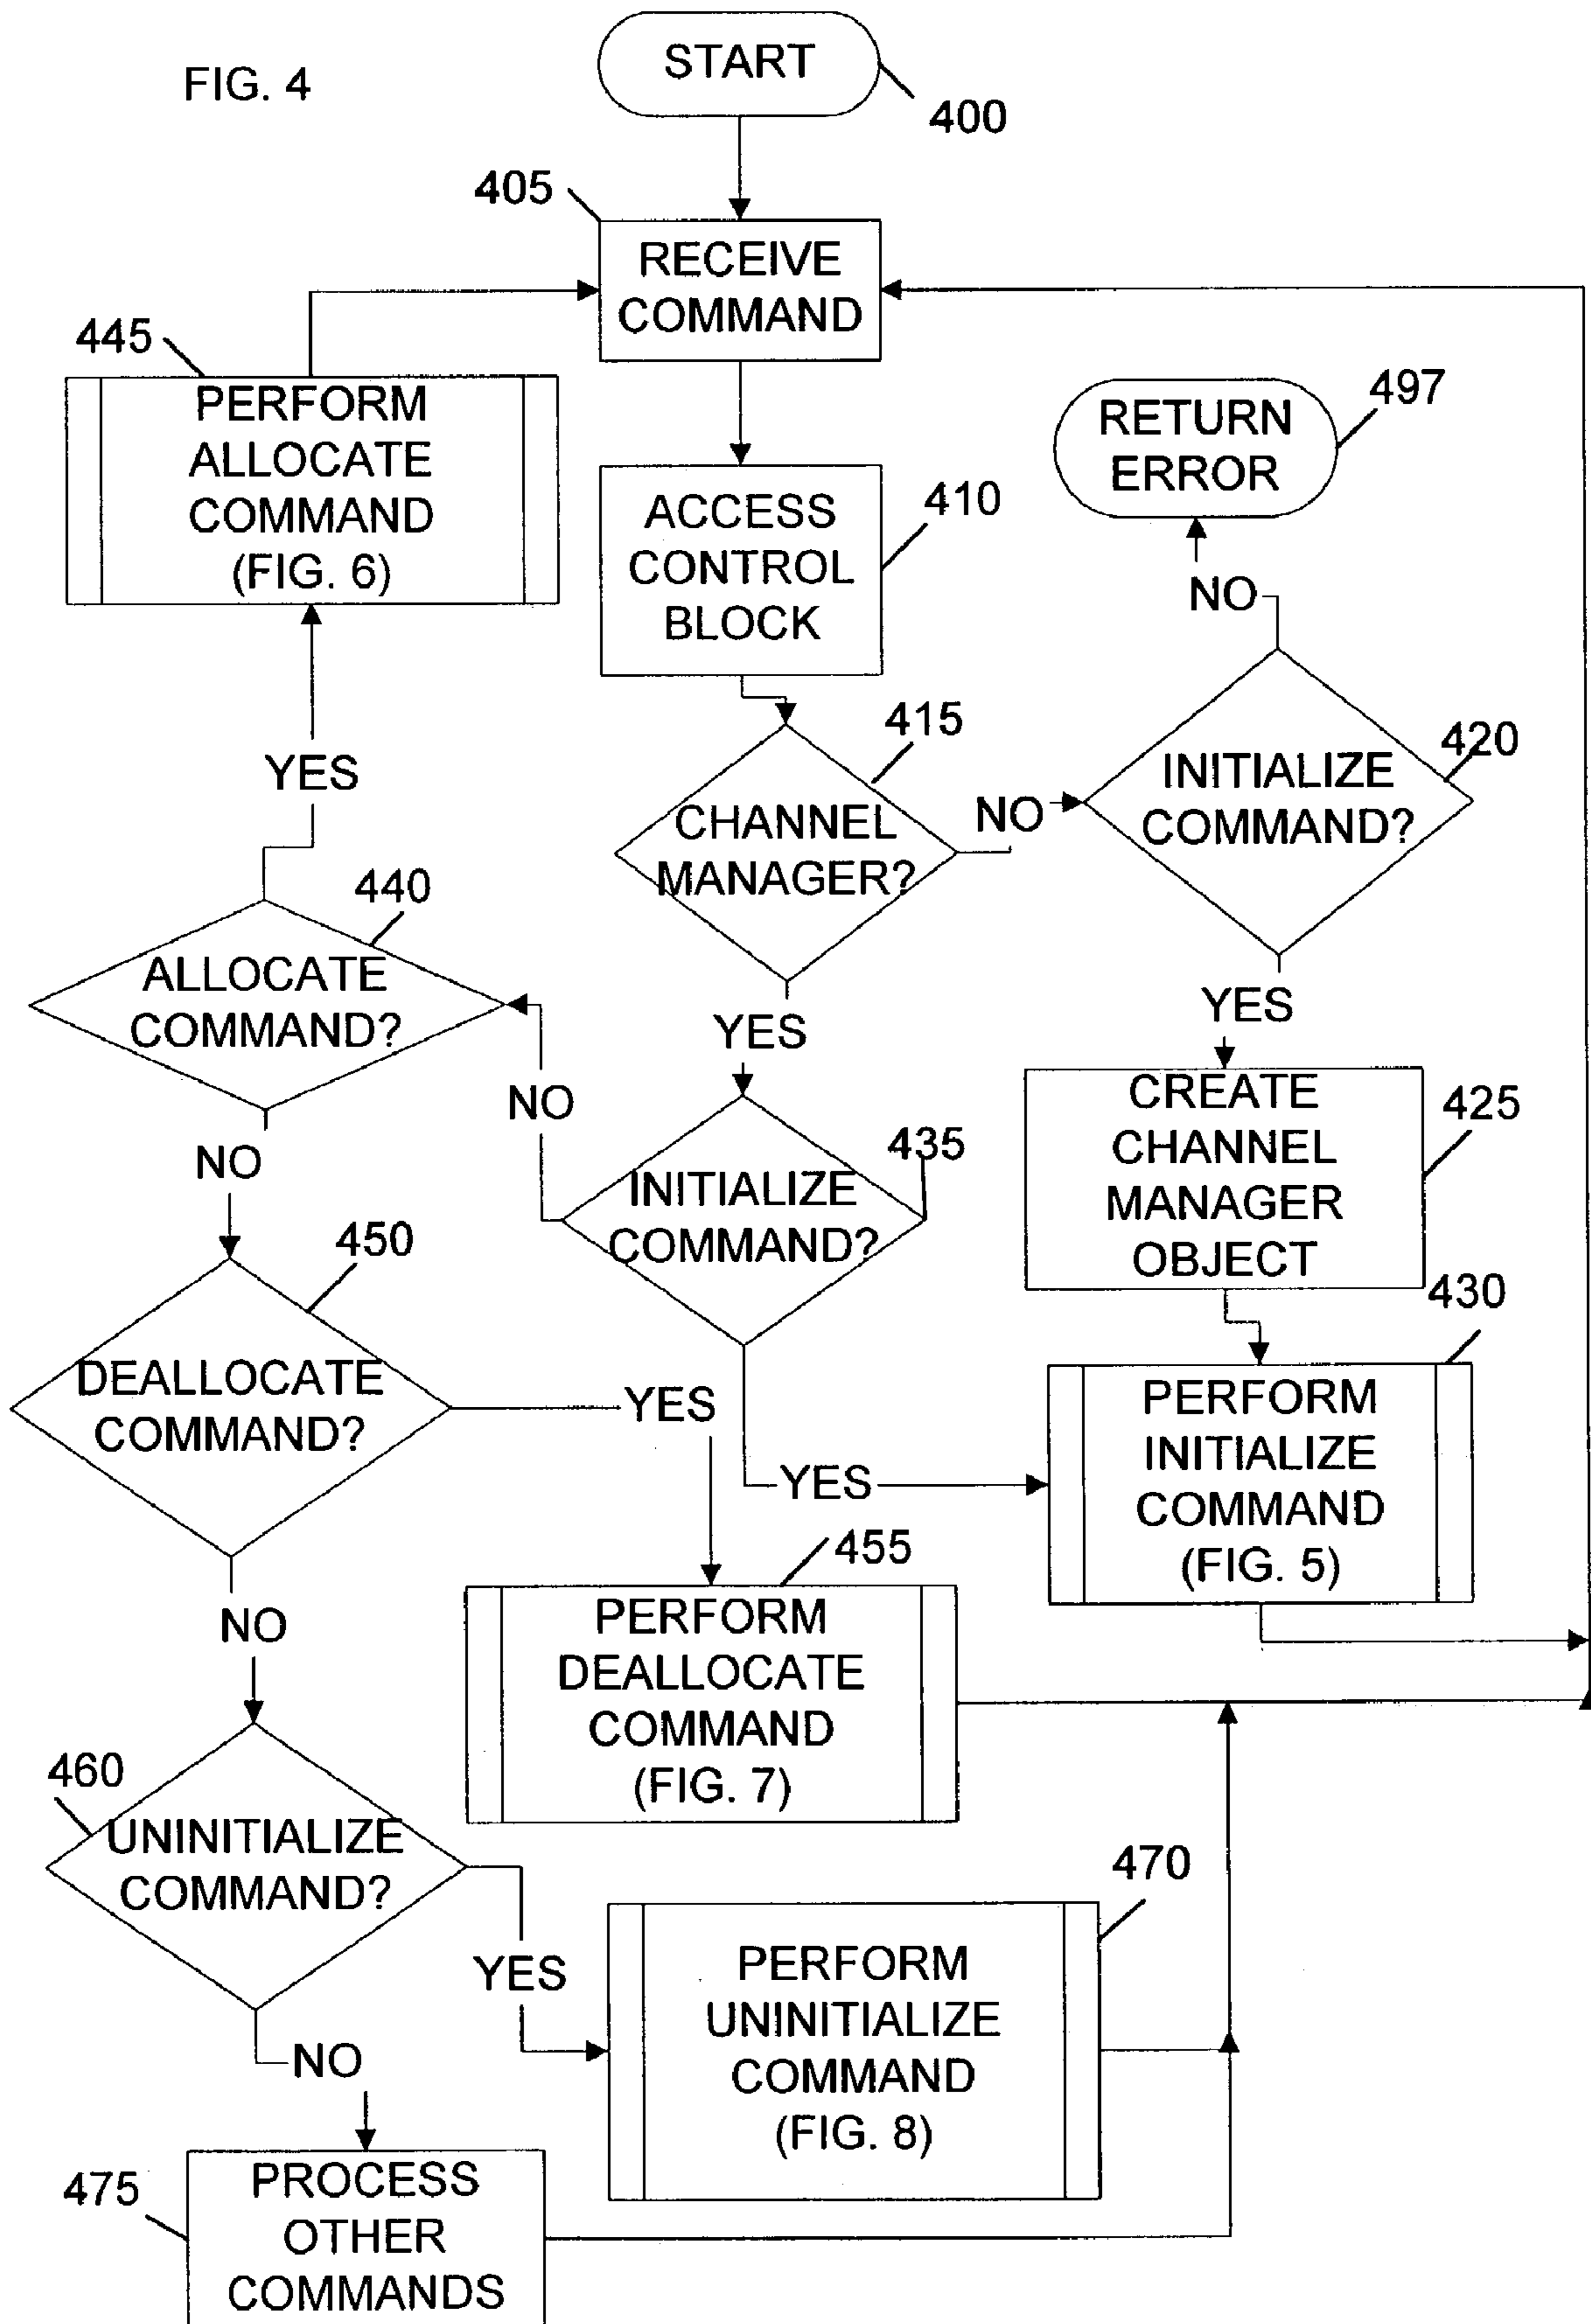 FIG. 4
START
400
405
RECEIVE
COMMAND
445
PERFORM
ALLOCATE
COMMAND
(FIG. 6)
ACCESS
CONTROL
BLOCK
410
RETURN
ERROR
497
NO
YES
415
CHANNEL
MANAGER?
NO
420
INITIALIZE
COMMAND?
440
ALLOCATE
COMMAND?
YES
YES
NO
NO
435
INITIALIZE
COMMAND?
CREATE
CHANNEL
MANAGER
OBJECT
425
450
DEALLOCATE
COMMAND?
YES
YES
430
PERFORM
INITIALIZE
COMMAND
(FIG. 5)
NO
455
PERFORM
DEALLOCATE
COMMAND
(FIG. 7)
460
UNINITIALIZE
COMMAND?
YES
470
PERFORM
UNINITIALIZE
COMMAND
(FIG. 8)
NO
475
PROCESS
OTHER
COMMANDS